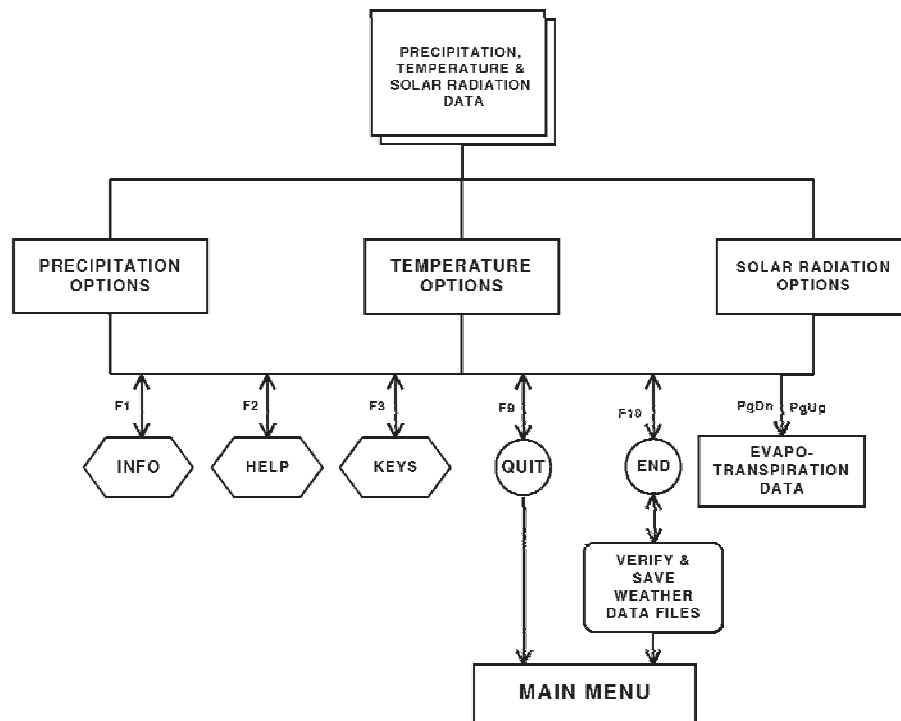 PRECIPITATION,
TEMPERATURE &
SOLAR RADIATION
DATA
PRECIPITATION
OPTIONS
TEMPERATURE
OPTIONS
SOLAR RADIATION
OPTIONS
F1
F2
F3
F9
F10
PgDn
PgUp
INFO
HELP
KEYS
QUIT
END
EVAPO-
TRANSPIRATION
DATA
VERIFY &
SAVE
WEATHER
DATA FILES
MAIN MENU